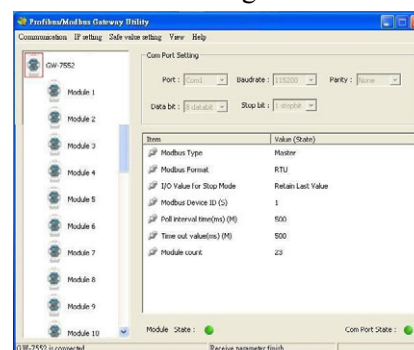 Profibus/Modbus Gateway Utility
Communication IP setting Safe value setting View Help
GW-7552
Module 1
Module 2
Module 3
Module 4
Module 5
Module 6
Module 7
Module 8
Module 9
Module 10
Com Port Setting
Port : Com1 Baudrate : 115200 Parity : None
Data bit : 8 databit Stop bit : 1 stopbit
Item Value (State)
Modbus Type Master
Modbus Format RTU
I/O Value for Stop Mode Retain Last Value
Modbus Device ID (S) 1
Poll interval time(ms) (M) 500
Time out value(ms) (M) 500
Module count 23
Module State : Com Port State :
GW-7552 is connected Receive parameter finish